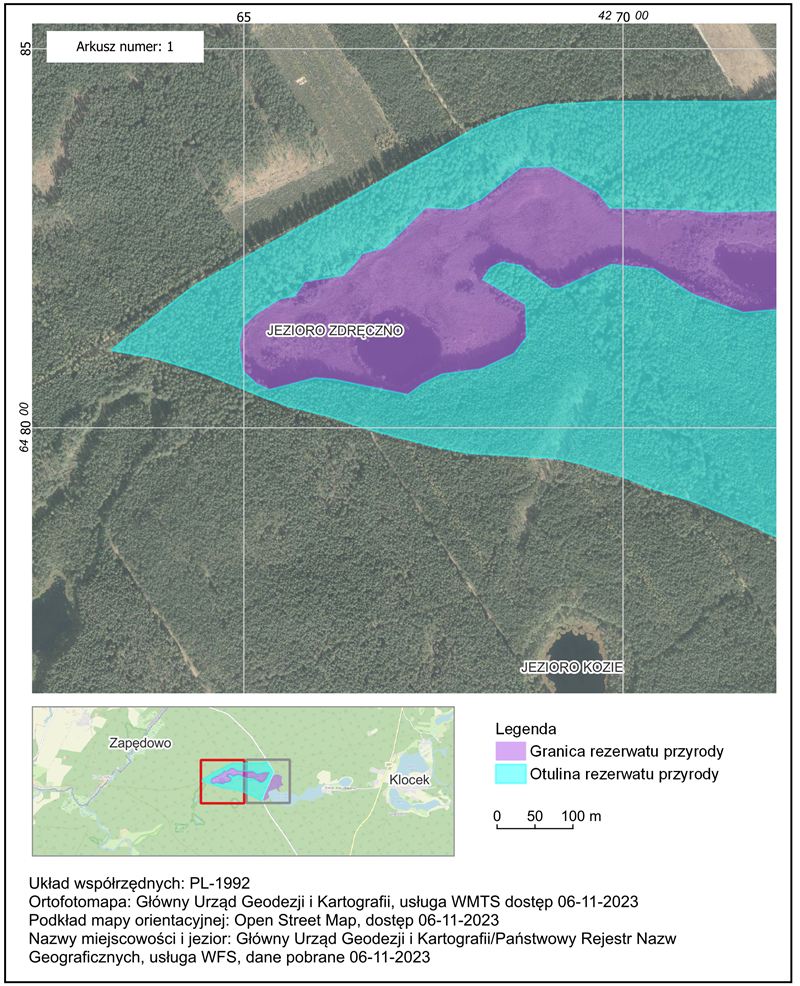 65
42 70 00
85
Arkusz numer: 1
JEZIORO ZDRĘCZNO
64 80 00
JEZIORO KOZIE
Zapędowo
Klocek
Legenda
Granica rezerwatu przyrody
Otulina rezerwatu przyrody
0 50 100 m
Układ współrzędnych: PL-1992
Ortofotomapa: Główny Urząd Geodezji i Kartografii, usługa WMTS dostęp 06-11-2023
Podkład mapy orientacyjnej: Open Street Map, dostęp 06-11-2023
Nazwy miejscowości i jezior: Główny Urząd Geodezji i Kartografii/Państwowy Rejestr Nazw
Geograficznych, usługa WFS, dane pobrane 06-11-2023